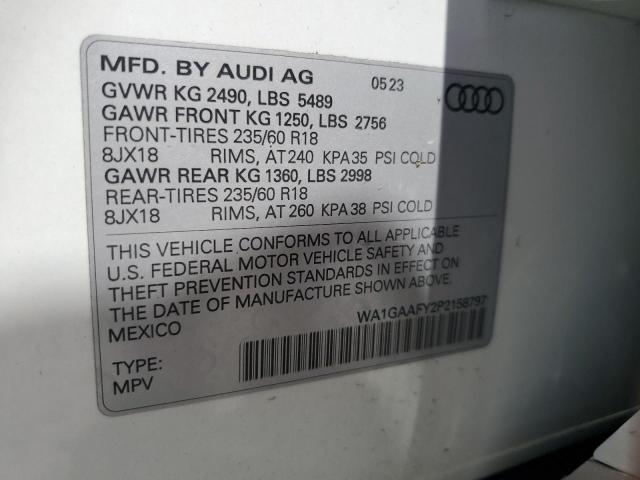 MFD. BY AUDI AG 05 23
GVWR KG 2490, LBS 5489
GAWR FRONT KG 1250, LBS 2756
FRONT-TIRES 235/60 R18
8JX18 RIMS, AT 240 KPA 35 PSI COLD
GAWR REAR KG 1360, LBS 2998
REAR-TIRES 235/60 R18
8JX18 RIMS, AT 260 KPA 38 PSI COLD
THIS VEHICLE CONFORMS TO ALL APPLICABLE
U.S. FEDERAL MOTOR VEHICLE SAFETY AND
THEFT PREVENTION STANDARDS IN EFFECT ON
THE DATE OF MANUFACTURE SHOWN ABOVE.
MEXICO
WA1GAAFY2P2158797
TYPE:
MPV